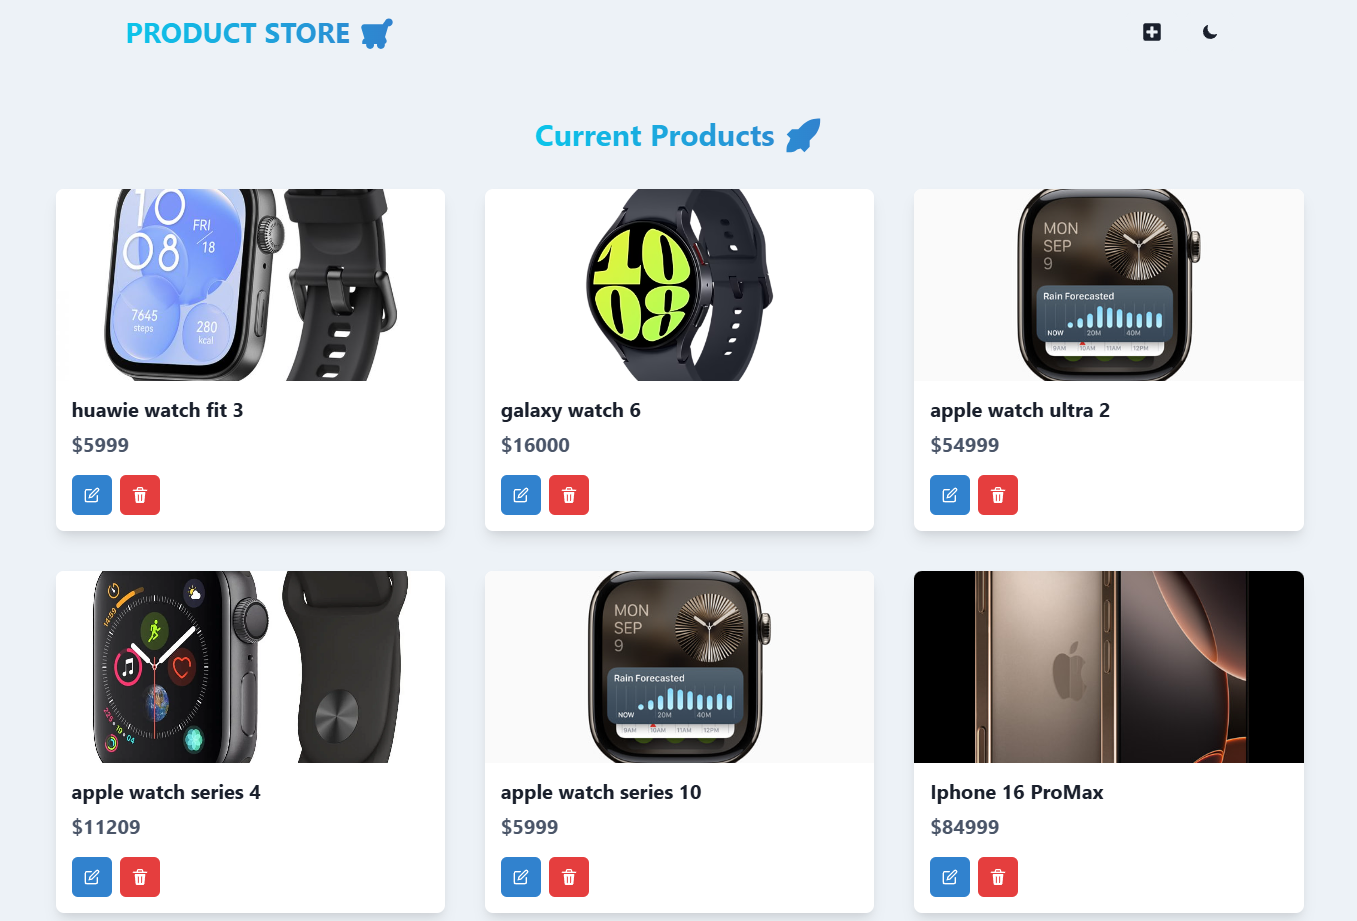 PRODUCT STORE
Current Products
10
08
FRI
18
7645
steps
280
kcal
huawie watch fit 3
$5999
10
08
galaxy watch 6
$16000
MON
SEP
9
Rain Forecasted
NOW 20M 40M
9AM 10AM 11AM 12PM
apple watch ultra 2
$54999
apple watch series 4
$11209
MON
SEP
9
Rain Forecasted
NOW 20M 40M
9AM 10AM 11AM 12PM
apple watch series 10
$5999
Iphone 16 ProMax
$84999